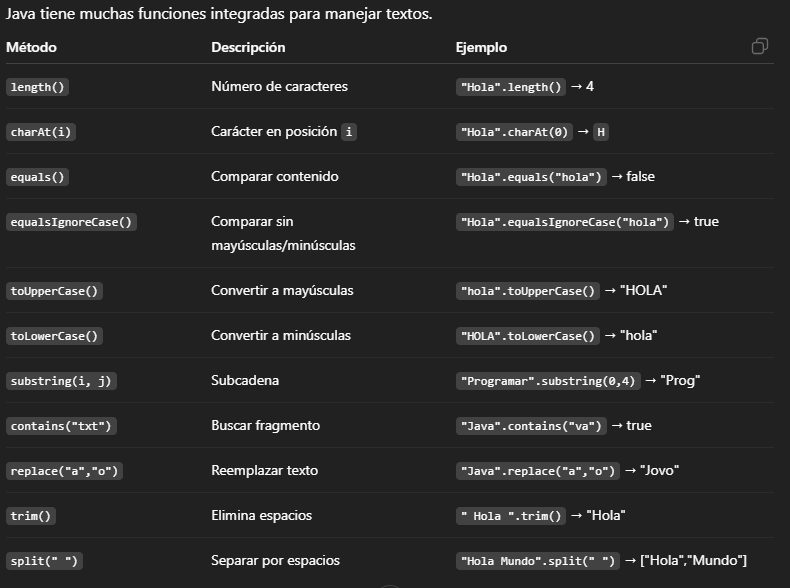 Java tiene muchas funciones integradas para manejar textos.
Método Descripción Ejemplo
length() Número de caracteres "Hola".length() → 4
charAt(i) Carácter en posición i "Hola".charAt(0) → H
equals() Comparar contenido "Hola".equals("hola") → false
equalsIgnoreCase() Comparar sin "Hola".equalsIgnoreCase("hola") → true
mayúsculas/minúsculas
toUpperCase() Convertir a mayúsculas "hola".toUpperCase() → "HOLA"
toLowerCase() Convertir a minúsculas "HOLA".toLowerCase() → "hola"
substring(i, j) Subcadena "Programar".substring(0,4) → "Prog"
contains("txt") Buscar fragmento "Java".contains("va") → true
replace("a","o") Reemplazar texto "Java".replace("a","o") → "Jovo"
trim() Elimina espacios " Hola ".trim() → "Hola"
split(" ") Separar por espacios "Hola Mundo".split(" ") → ["Hola","Mundo"]